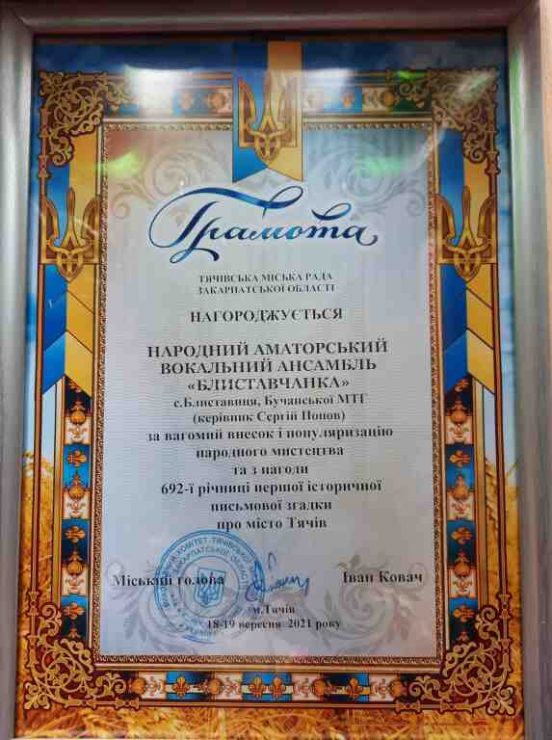 Грамота
ТЯЧІВСЬКА МІСЬКА РАДА
ЗАКАРПАТСЬКОЇ ОБЛАСТІ
НАГОРОДЖУЄТЬСЯ
НАРОДНИЙ АМАТОРСЬКИЙ
ВОКАЛЬНИЙ АНСАМБЛЬ
«БЛИСТАВЧАНКА»
с.Блиставиця, Бучанської МТГ
(керівник Сергій Попов)
за вагомий внесок і популяризацію
народного мистецтва
та з нагоди
692-ї річниці першої історичної
письмової згадки
про місто Тячів
Міський голова Іван Ковач
м.Тячів
18-19 вересня 2021 року